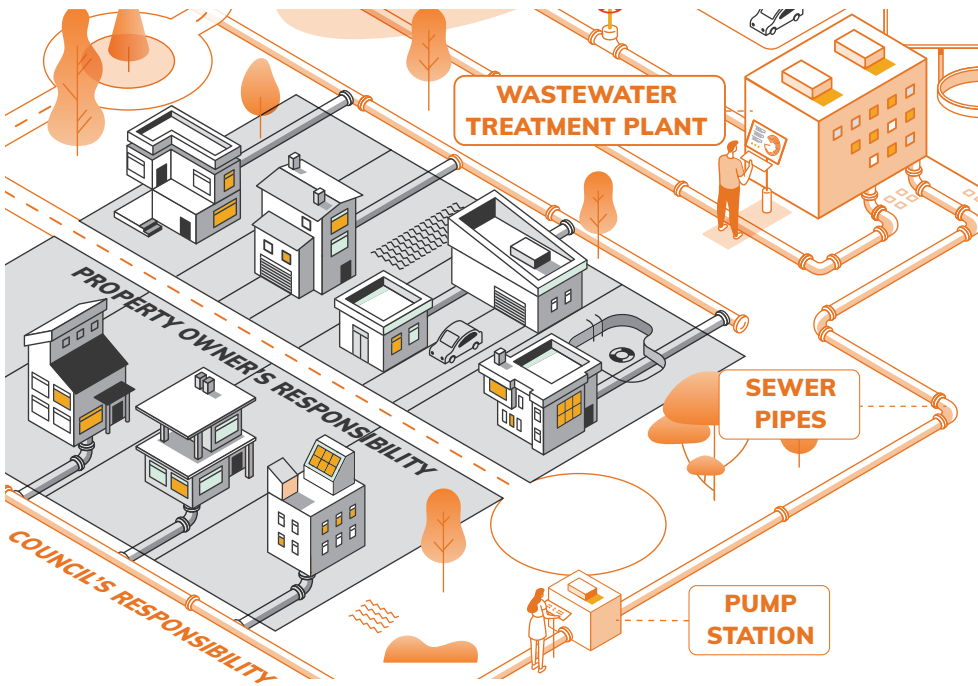 WASTEWATER
TREATMENT PLANT
PROPERTY OWNER'S RESPONSIBILITY
SEWER
PIPES
COUNCIL'S RESPONSIBILITY
PUMP
STATION